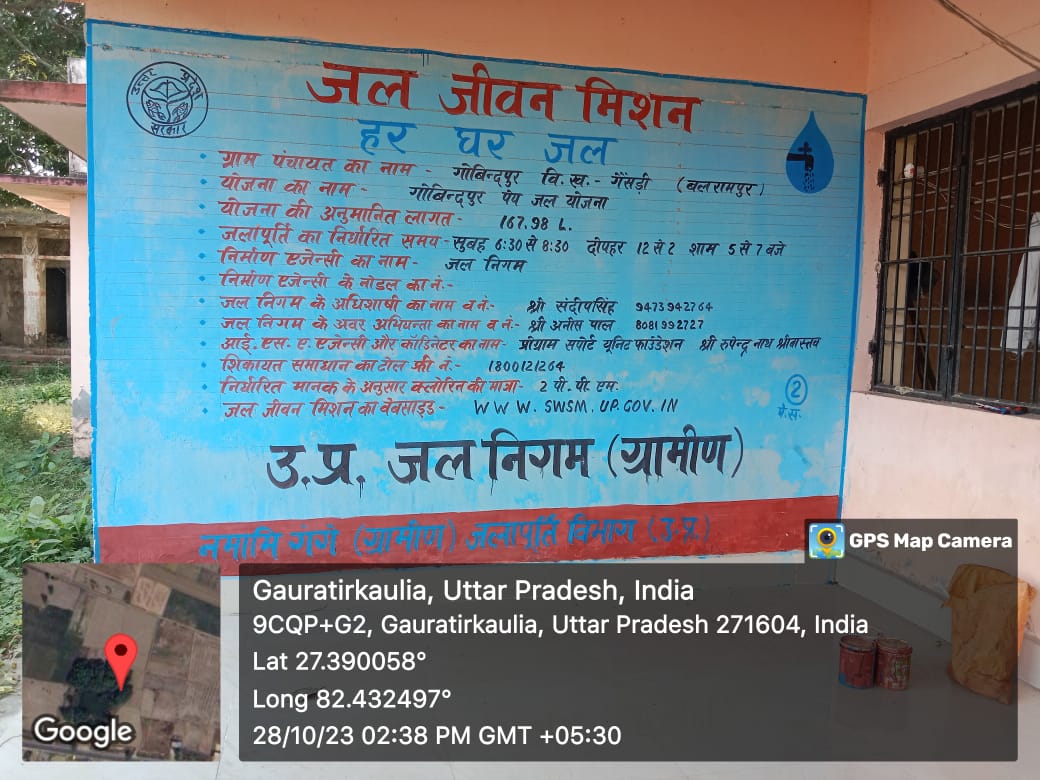 उत्तर प्रदेश
सरकार
जल जीवन मिशन
हर घर जल
• ग्राम पंचायत का नाम - गोबिन्दपुर वि.ख.- गैंसड़ी (बलरामपुर)
• योजना का नाम - गोबिन्दपुर पेय जल योजना
• योजना की अनुमानित लागत - 167.98 L.
• जलापूर्ति का निर्धारित समय - सुबह 6:30 से 8:30 दोपहर 12 से 2 शाम 5 से 7 बजे
• निर्माण एजेन्सी का नाम - जल निगम
• निर्माण एजेन्सी के नोडल का नं.-
• जल निगम के अधिशाषी का नाम व नं.- श्री संदीप सिंह 9473942764
• जल निगम के अवर अभियन्ता का नाम व नं.- श्री अनीस पाल 8081992727
• आई.एस.ए. एजेन्सी और कॉडिनेटर का नाम - प्रोग्राम सपोर्ट यूनिट फाउंडेशन श्री रुपेन्द्र नाथ श्रीवास्तव
• शिकायत समाधान का टोल फ्री नं.- 1800121264
• निर्धारित मानक के अनुसार क्लोरिन की मात्रा - 2 पी.पी.एम.
• जल जीवन मिशन का वेबसाइड - WWW.SWSM.UP.GOV.IN
2
उ.प्र. जल निगम (ग्रामीण)
नमामि गंगे (ग्रामीण) जलापूर्ति विभाग (उ.प्र.)
GPS Map Camera
Gauratirkaulia, Uttar Pradesh, India
9CQP+G2, Gauratirkaulia, Uttar Pradesh 271604, India
Lat 27.390058°
Long 82.432497°
28/10/23 02:38 PM GMT +05:30
Google